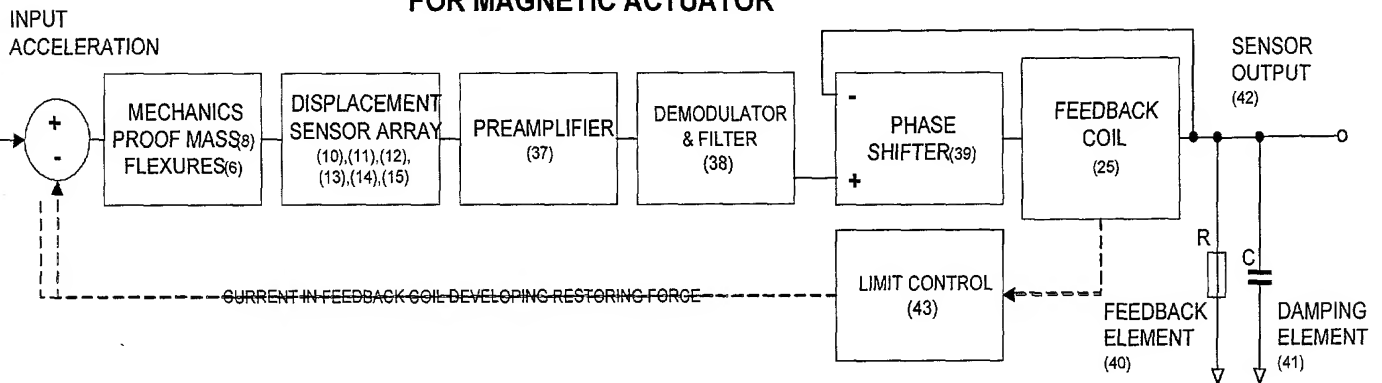 FOR MAGNETIC ACTUATOR
INPUT
ACCELERATION
+
-
MECHANICS
PROOF MASS(8)
FLEXURES(6)
DISPLACEMENT
SENSOR ARRAY
(10),(11),(12),
(13),(14),(15)
PREAMPLIFIER
(37)
DEMODULATOR
& FILTER
(38)
-
+
PHASE
SHIFTER(39)
FEEDBACK
COIL
(25)
SENSOR
OUTPUT
(42)
CURRENT IN FEEDBACK COIL DEVELOPING RESTORING FORCE
LIMIT CONTROL
(43)
R
FEEDBACK
ELEMENT
(40)
C
DAMPING
ELEMENT
(41)